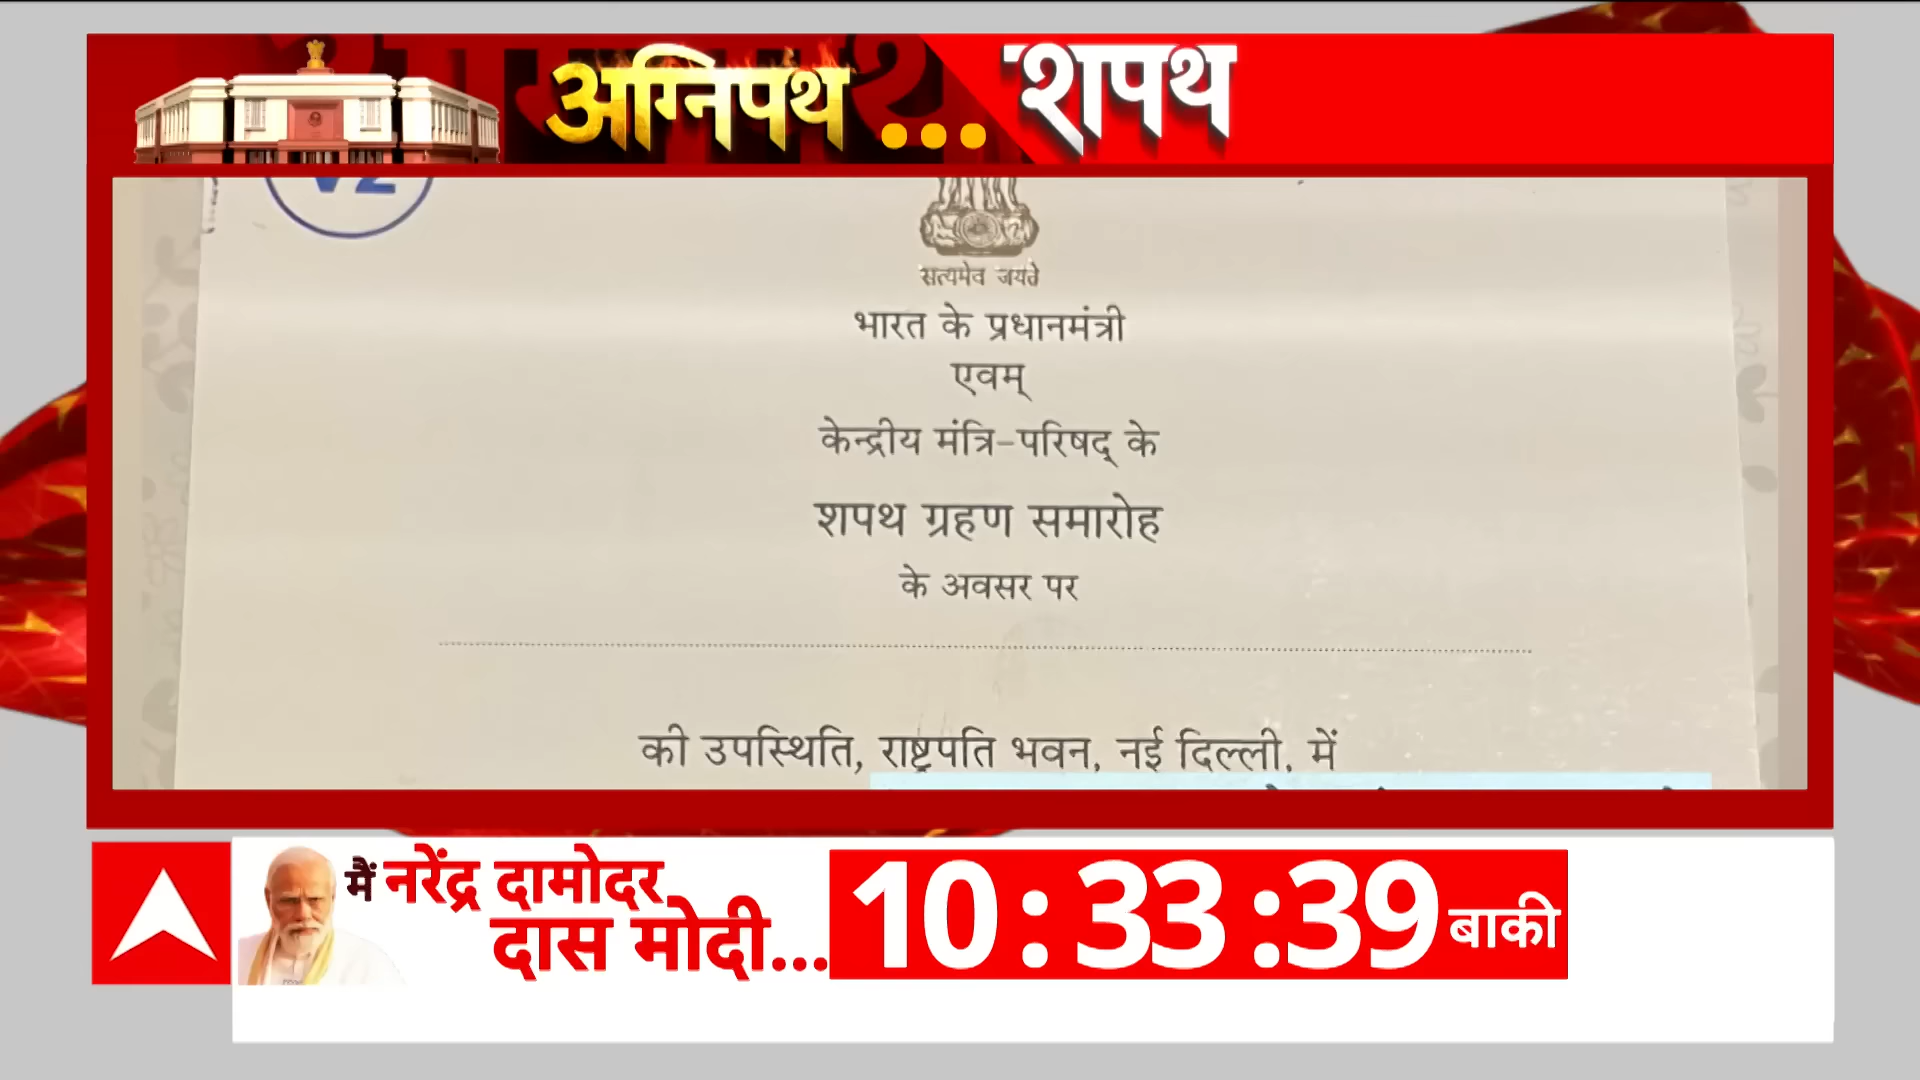 अग्निपथ ... शपथ
V2
सत्यमेव जयते
भारत के प्रधानमंत्री
एवम्
केन्द्रीय मंत्रि-परिषद् के
शपथ ग्रहण समारोह
के अवसर पर
की उपस्थिति, राष्ट्रपति भवन, नई दिल्ली, में
मैं नरेंद्र दामोदर
दास मोदी...
10:33:39 बाकी